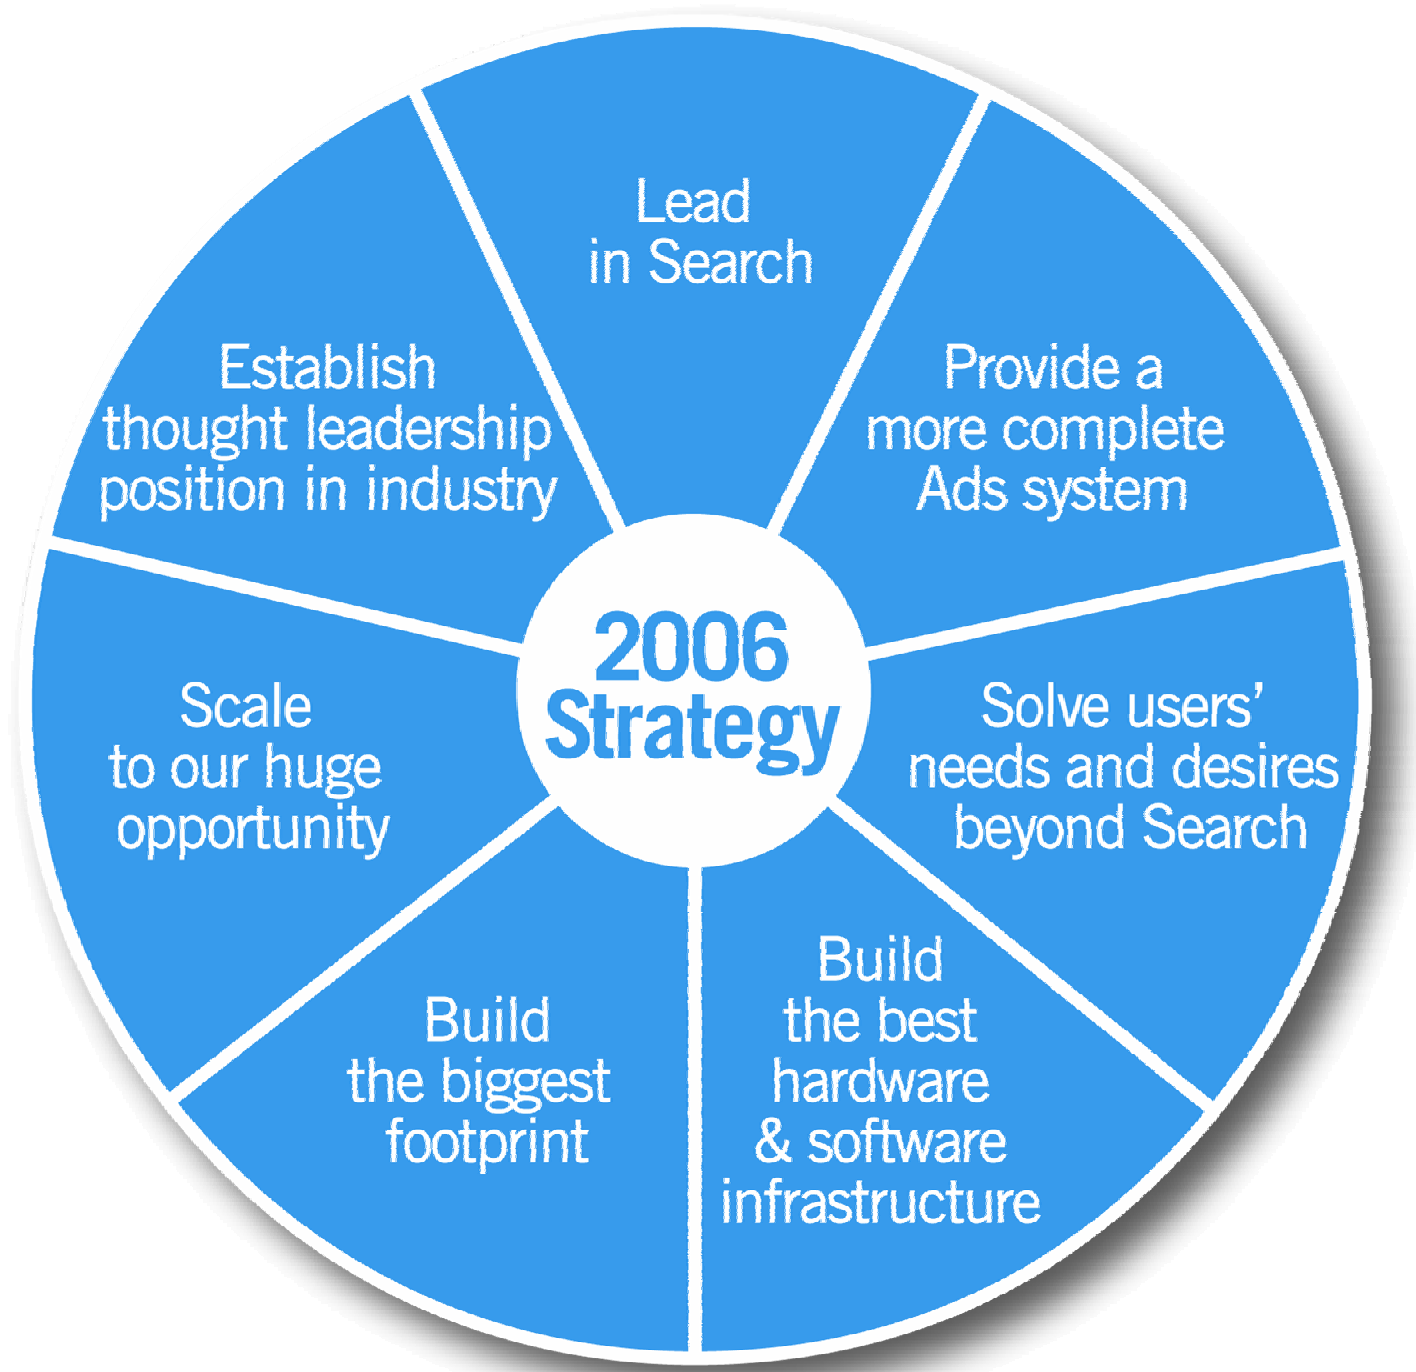 Lead
in Search
Provide a
more complete
Ads system
Solve users’
needs and desires
beyond Search
Build
the best
hardware
& software
infrastructure
Build
the biggest
footprint
Scale
to our huge
opportunity
Establish
thought leadership
position in industry
2006
Strategy